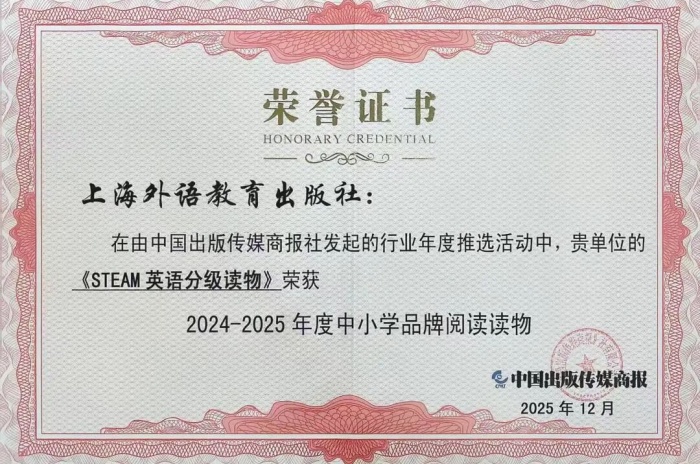 荣誉证书
HONORARY CREDENTIAL
上海外语教育出版社：
在由中国出版传媒商报社发起的行业年度推选活动中，贵单位的
《STEAM 英语分级读物》荣获
2024-2025 年度中小学品牌阅读读物
中国出版传媒商报
2025 年 12 月